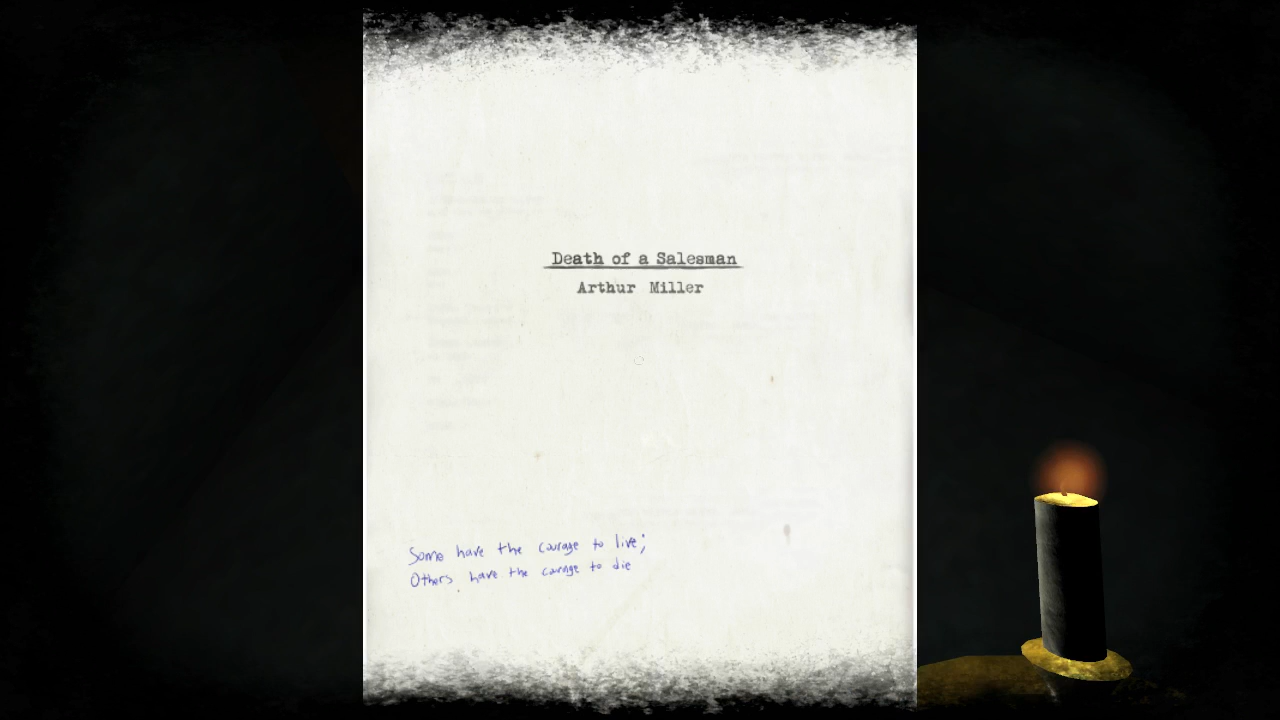 Death of a Salesman
Arthur Miller
Some have the courage to live;
Others have the courage to die